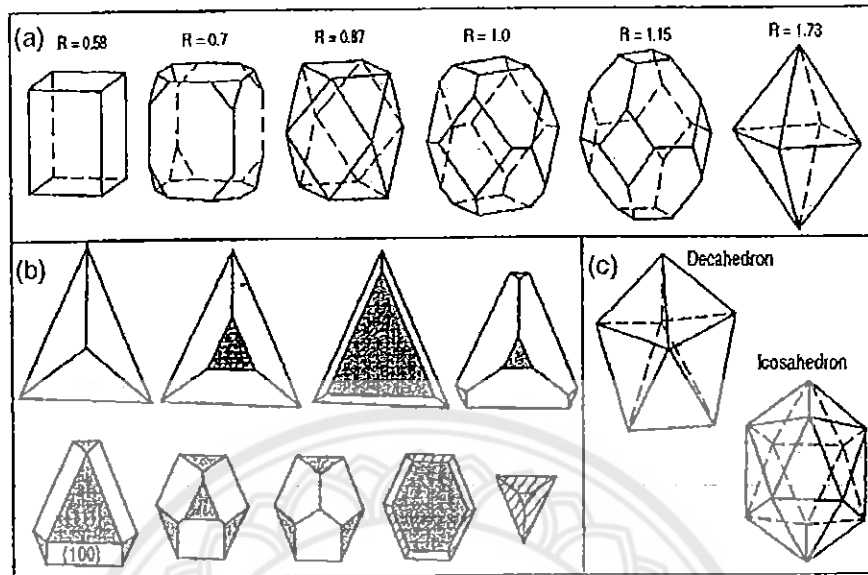 (a)
R = 0.58 R = 0.7 R = 0.87 R = 1.0 R = 1.15 R = 1.73
(b)
{100}
(c)
Decahedron
Icosahedron